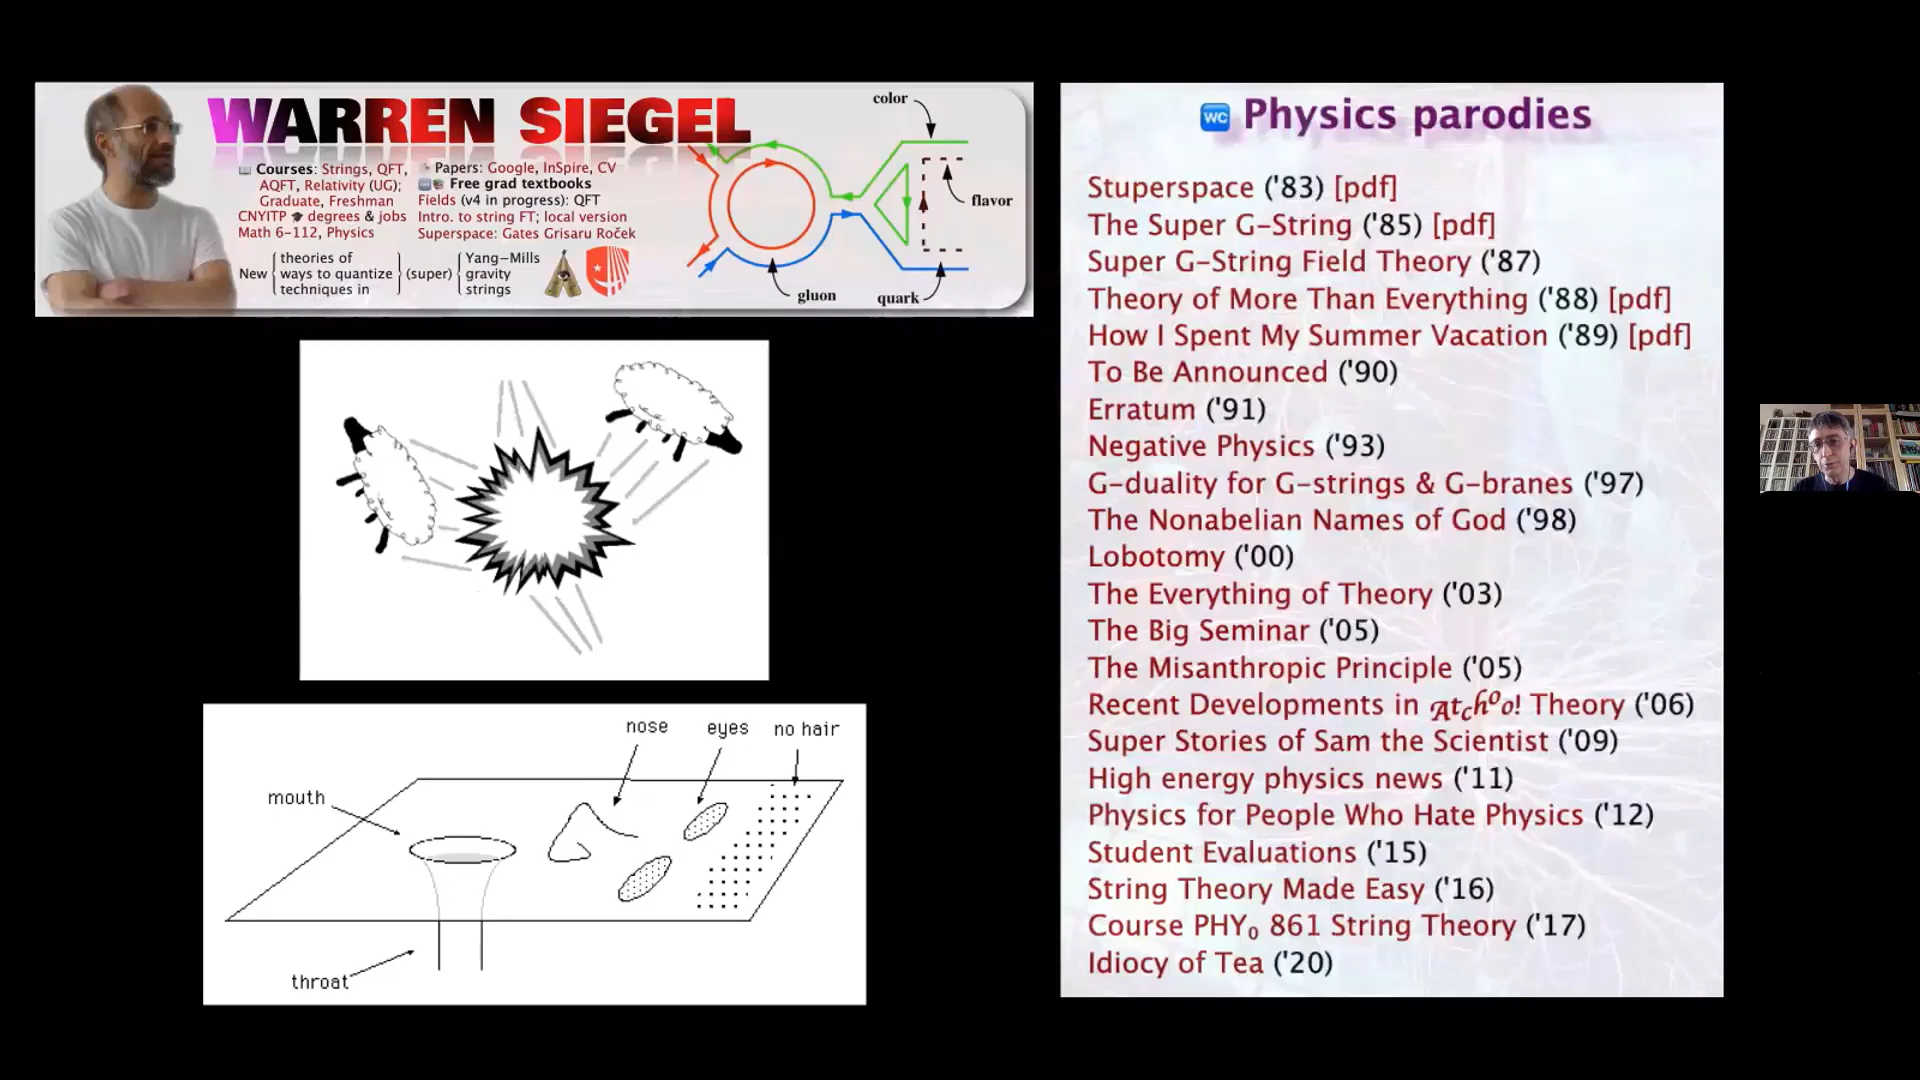 WARREN SIEGEL
Courses: Strings, QFT,
AQFT, Relativity (UG);
Graduate, Freshman
CNYITP degrees & jobs
Math 6-112, Physics
Papers: Google, InSpire, CV
Free grad textbooks
Fields (v4 in progress): QFT
Intro. to string FT; local version
Superspace: Gates Grisaru Roček
New { theories of
ways to quantize
techniques in } (super) { Yang-Mills
gravity
strings
color
flavor
gluon
quark
nose
eyes
no hair
mouth
throat
WC Physics parodies
Stuperspace ('83) [pdf]
The Super G-String ('85) [pdf]
Super G-String Field Theory ('87)
Theory of More Than Everything ('88) [pdf]
How I Spent My Summer Vacation ('89) [pdf]
To Be Announced ('90)
Erratum ('91)
Negative Physics ('93)
G-duality for G-strings & G-branes ('97)
The Nonabelian Names of God ('98)
Lobotomy ('00)
The Everything of Theory ('03)
The Big Seminar ('05)
The Misanthropic Principle ('05)
Recent Developments in Atchoo! Theory ('06)
Super Stories of Sam the Scientist ('09)
High energy physics news ('11)
Physics for People Who Hate Physics ('12)
Student Evaluations ('15)
String Theory Made Easy ('16)
Course PHY₀ 861 String Theory ('17)
Idiocy of Tea ('20)